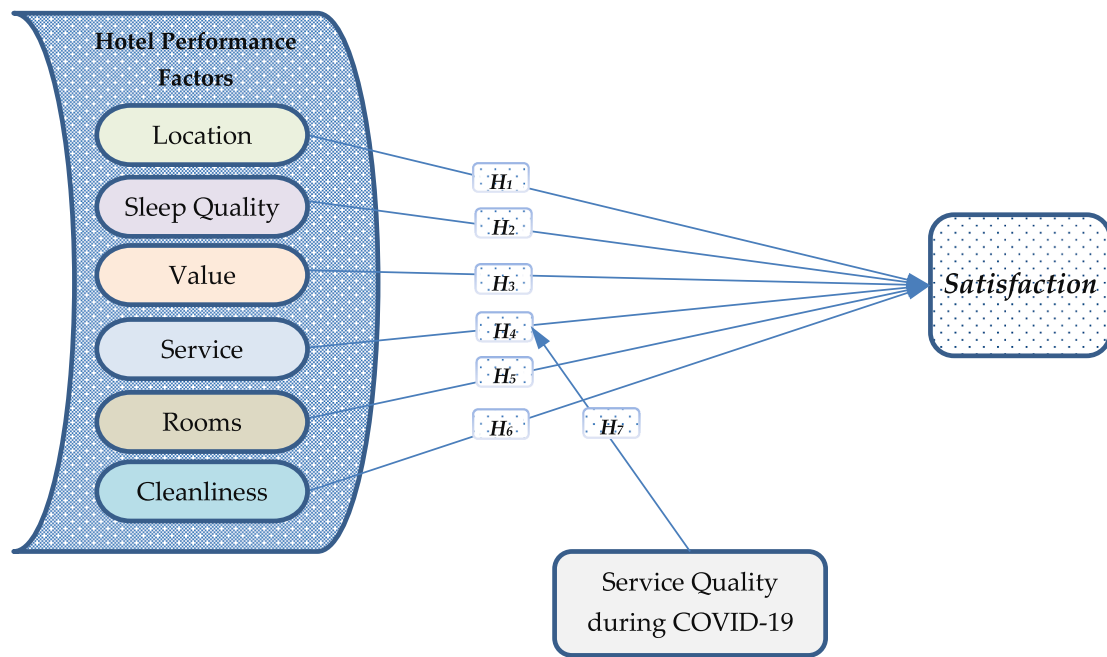 Hotel Performance
Factors
Location
Sleep Quality
Value
Service
Rooms
Cleanliness
H1
H2
H3
H4
H5
H6
H7
Satisfaction
Service Quality
during COVID-19